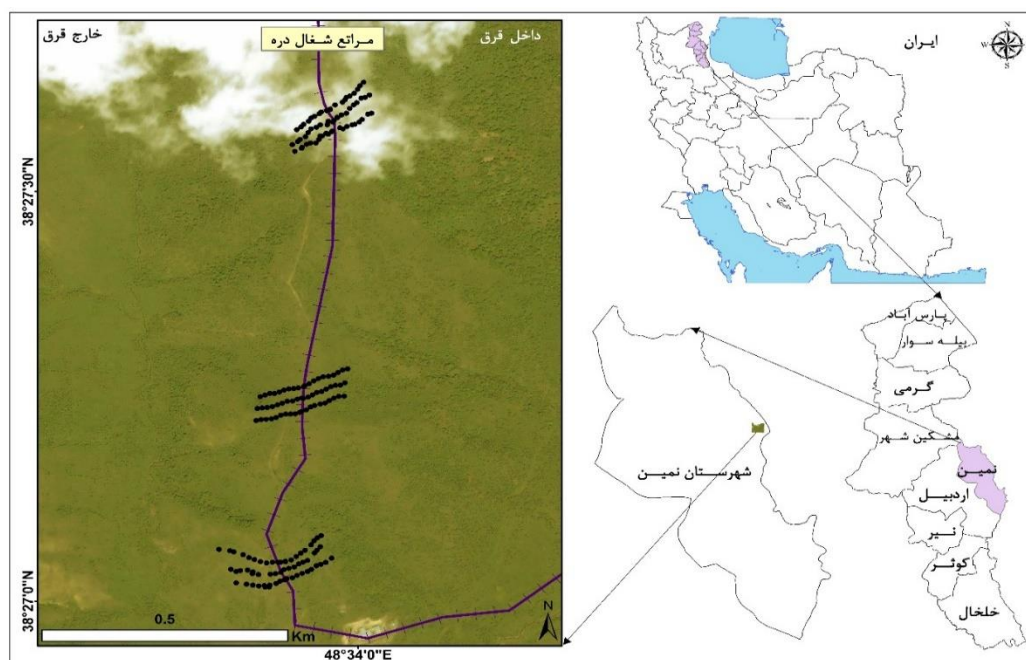 خارج قرق
مراتع شغال دره
داخل قرق
38°27'30"N
38°27'0"N
0.5
Km
48°34'0"E
N
ایران
N
W
E
S
پارس آباد
بیله سوار
گرمی
مشکین شهر
نمین
اردبیل
نیر
کوثر
خلخال
شهرستان نمین